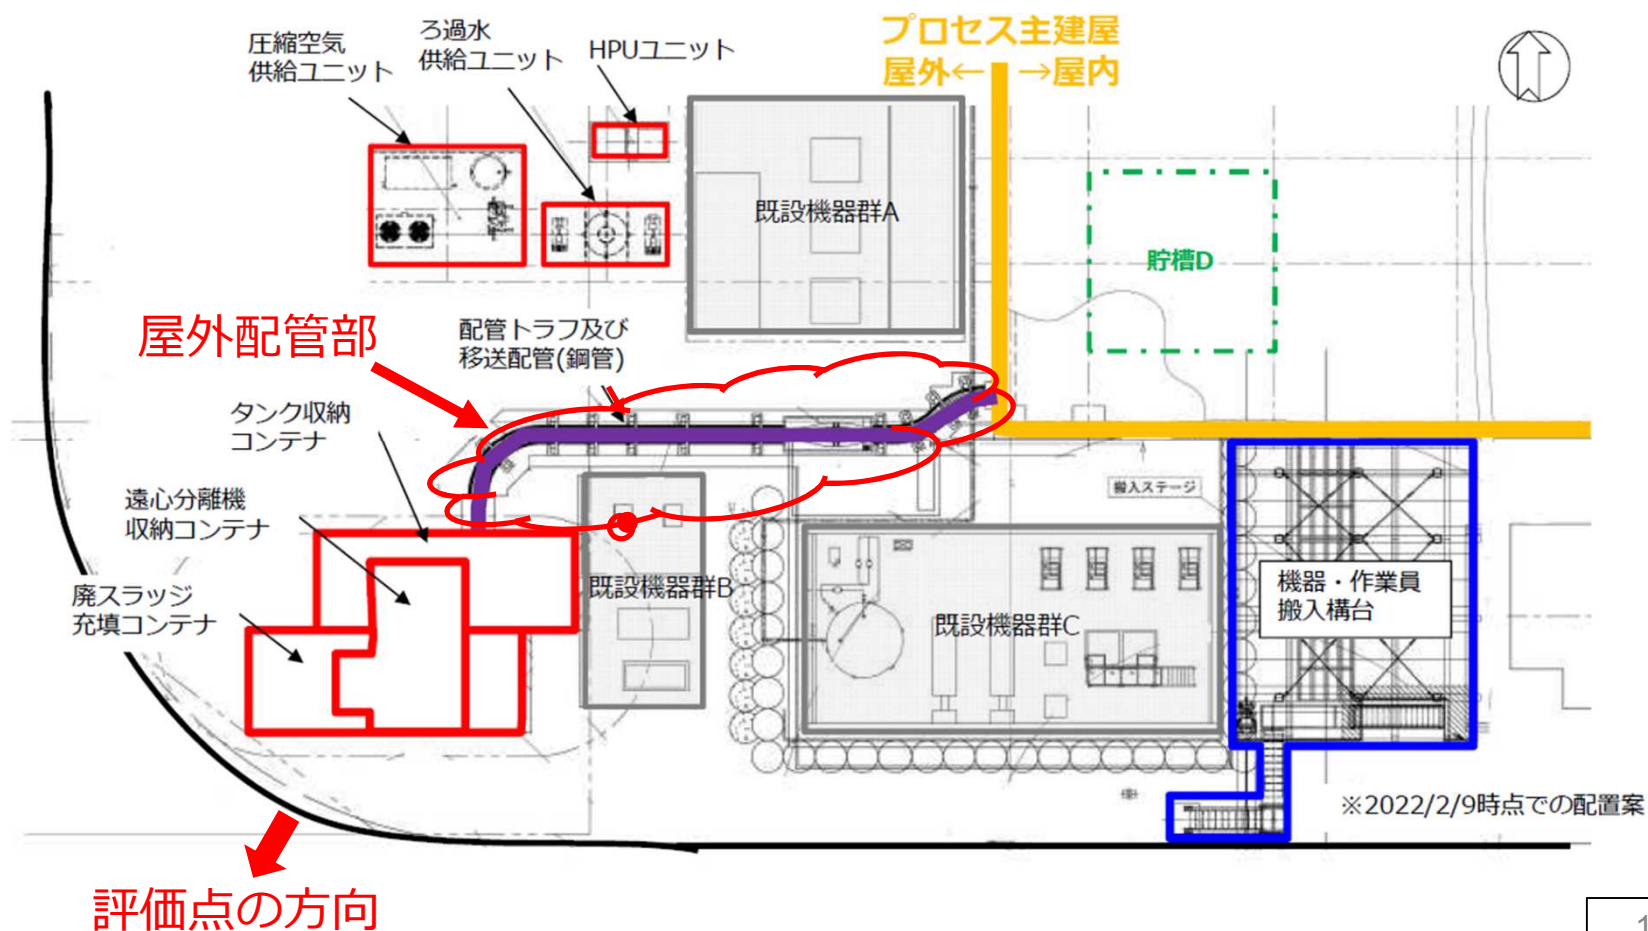 プロセス主建屋
屋外←
→屋内
圧縮空気
供給ユニット
ろ過水
供給ユニット
HPUユニット
既設機器群A
貯槽D
屋外配管部
配管トラフ及び
移送配管(鋼管)
タンク収納
コンテナ
遠心分離機
収納コンテナ
廃スラッジ
充填コンテナ
既設機器群B
既設機器群C
搬入ステージ
機器・作業員
搬入構台
※2022/2/9時点での配置案
評価点の方向
1